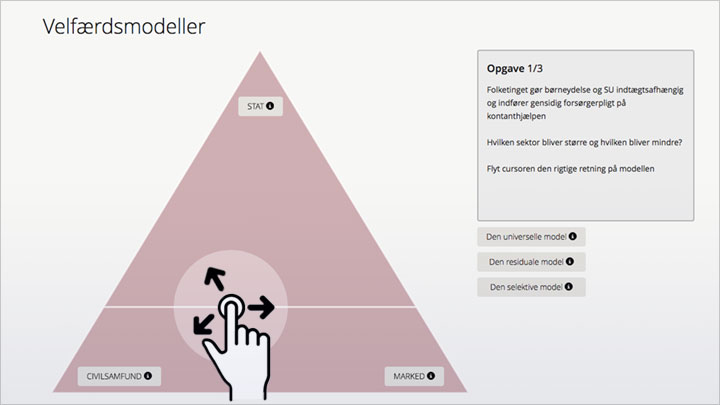 Velfærdsmodeller
STAT
Opgave 1/3
Folketinget gør børneydelse og SU indtægtsafhængig
og indfører gensidig forsørgerpligt på
kontanthjælpen
Hvilken sektor bliver større og hvilken bliver mindre?
Flyt cursoren den rigtige retning på modellen
Den universelle model
Den residuale model
Den selektive model
CIVILSAMFUND
MARKED